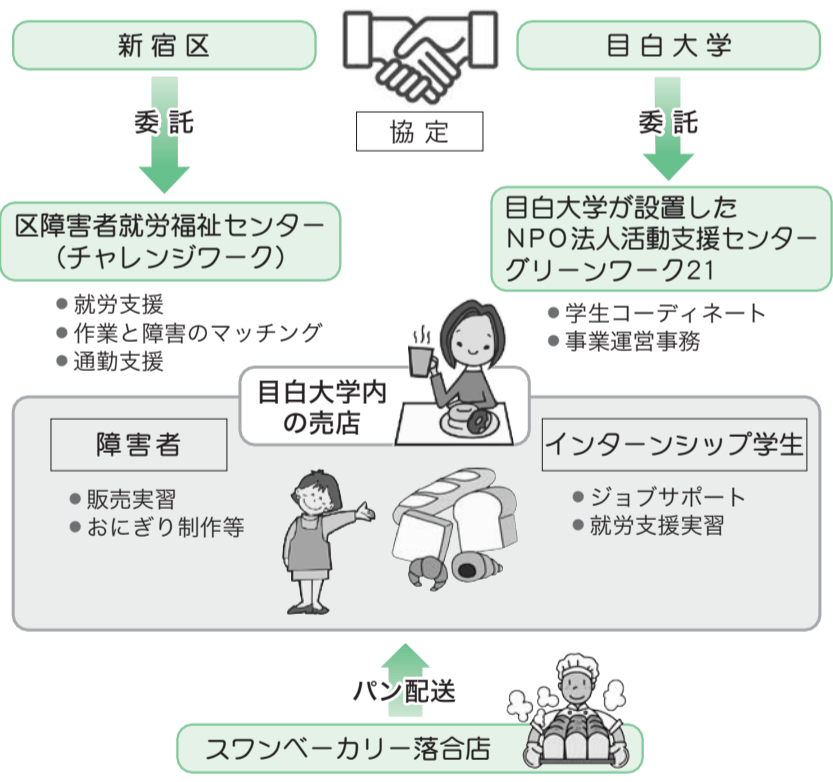 新宿区
目白大学
協定
委託
委託
区障害者就労福祉センター
（チャレンジワーク）
● 就労支援
● 作業と障害のマッチング
● 通勤支援
目白大学が設置した
NPO法人活動支援センター
グリーンワーク21
● 学生コーディネート
● 事業運営事務
目白大学内
の売店
障害者
● 販売実習
● おにぎり制作等
インターンシップ学生
● ジョブサポート
● 就労支援実習
パン配送
スワンベーカリー落合店